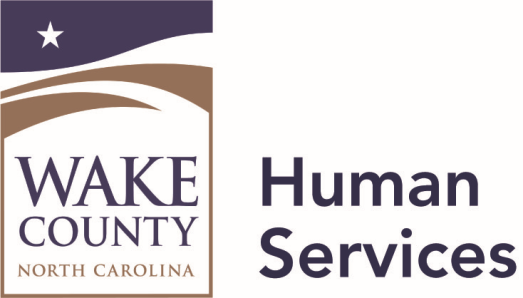 WAKE
COUNTY
NORTH CAROLINA
Human
Services